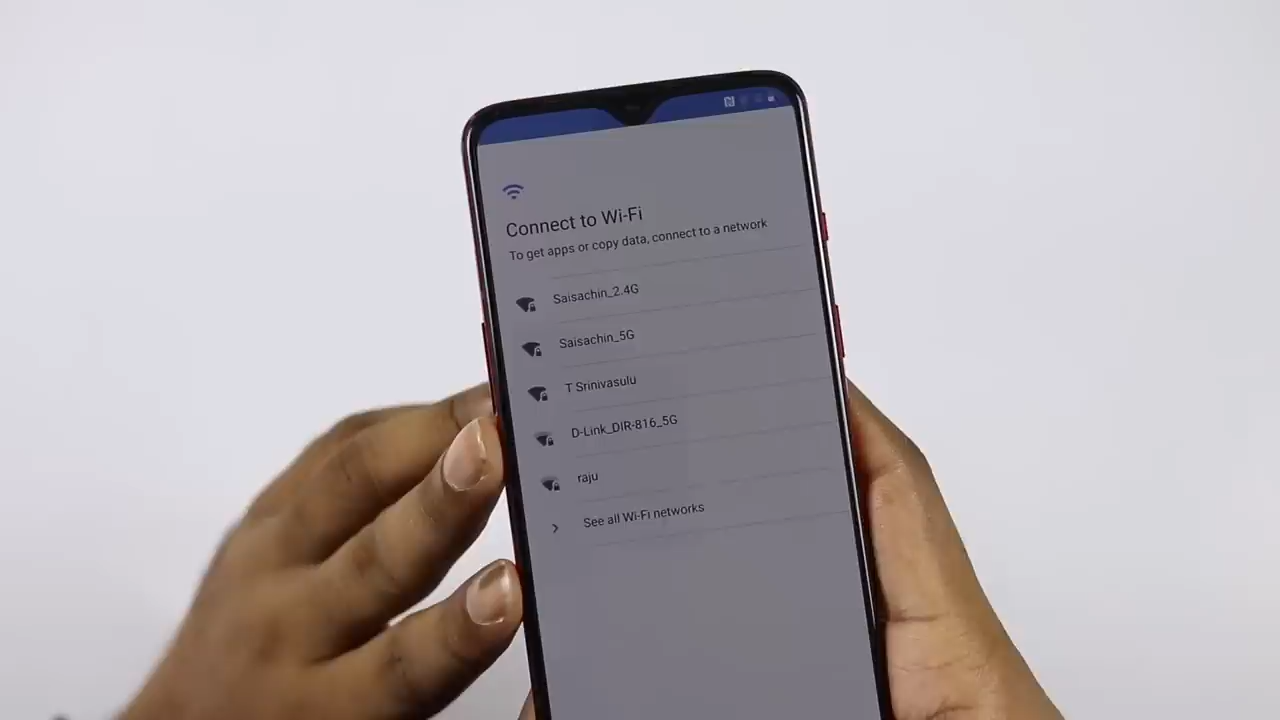 Connect to Wi-Fi
To get apps or copy data, connect to a network
Saisachin_2.4G
Saisachin_5G
T Srinivasulu
D-Link_DIR-816_5G
raju
See all Wi-Fi networks